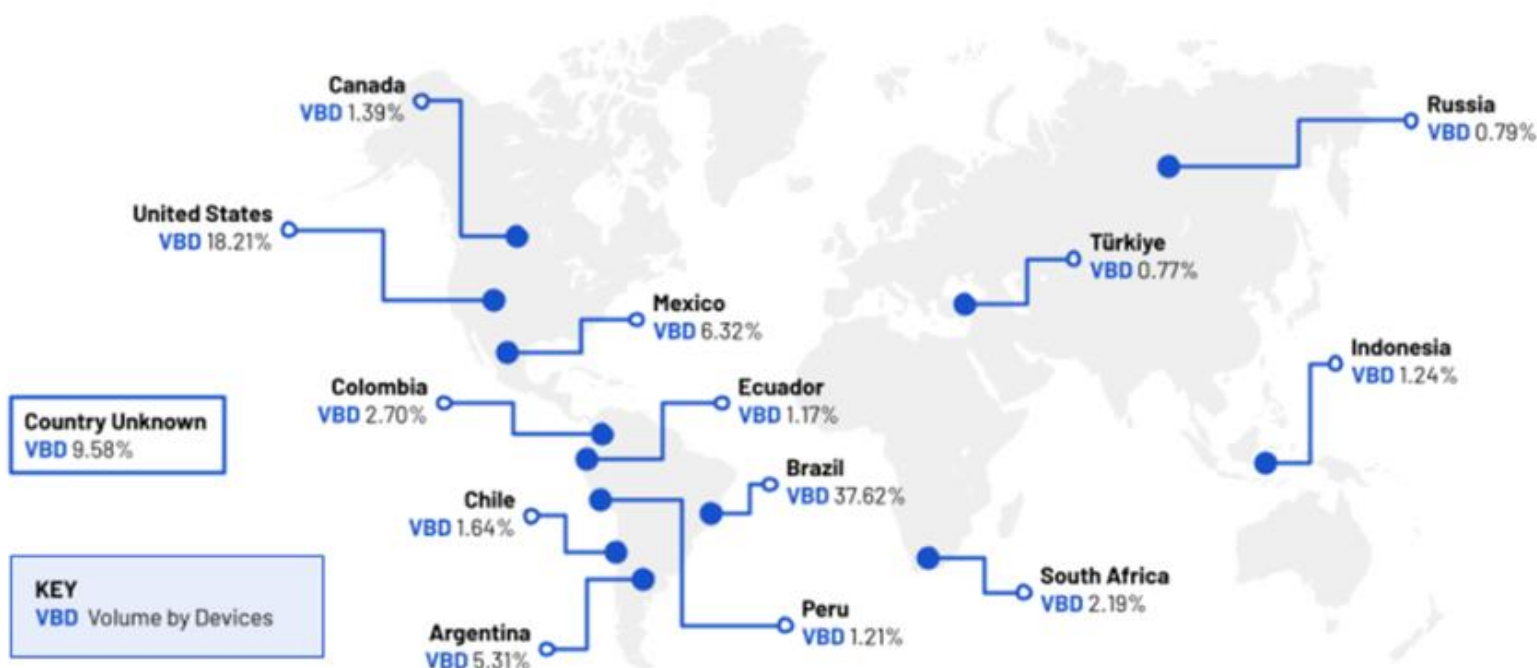 Canada
VBD 1.39%
Russia
VBD 0.79%
United States
VBD 18.21%
Türkiye
VBD 0.77%
Mexico
VBD 6.32%
Indonesia
VBD 1.24%
Colombia
VBD 2.70%
Ecuador
VBD 1.17%
Country Unknown
VBD 9.58%
Brazil
VBD 37.62%
Chile
VBD 1.64%
South Africa
VBD 2.19%
KEY
VBD Volume by Devices
Peru
VBD 1.21%
Argentina
VBD 5.31%